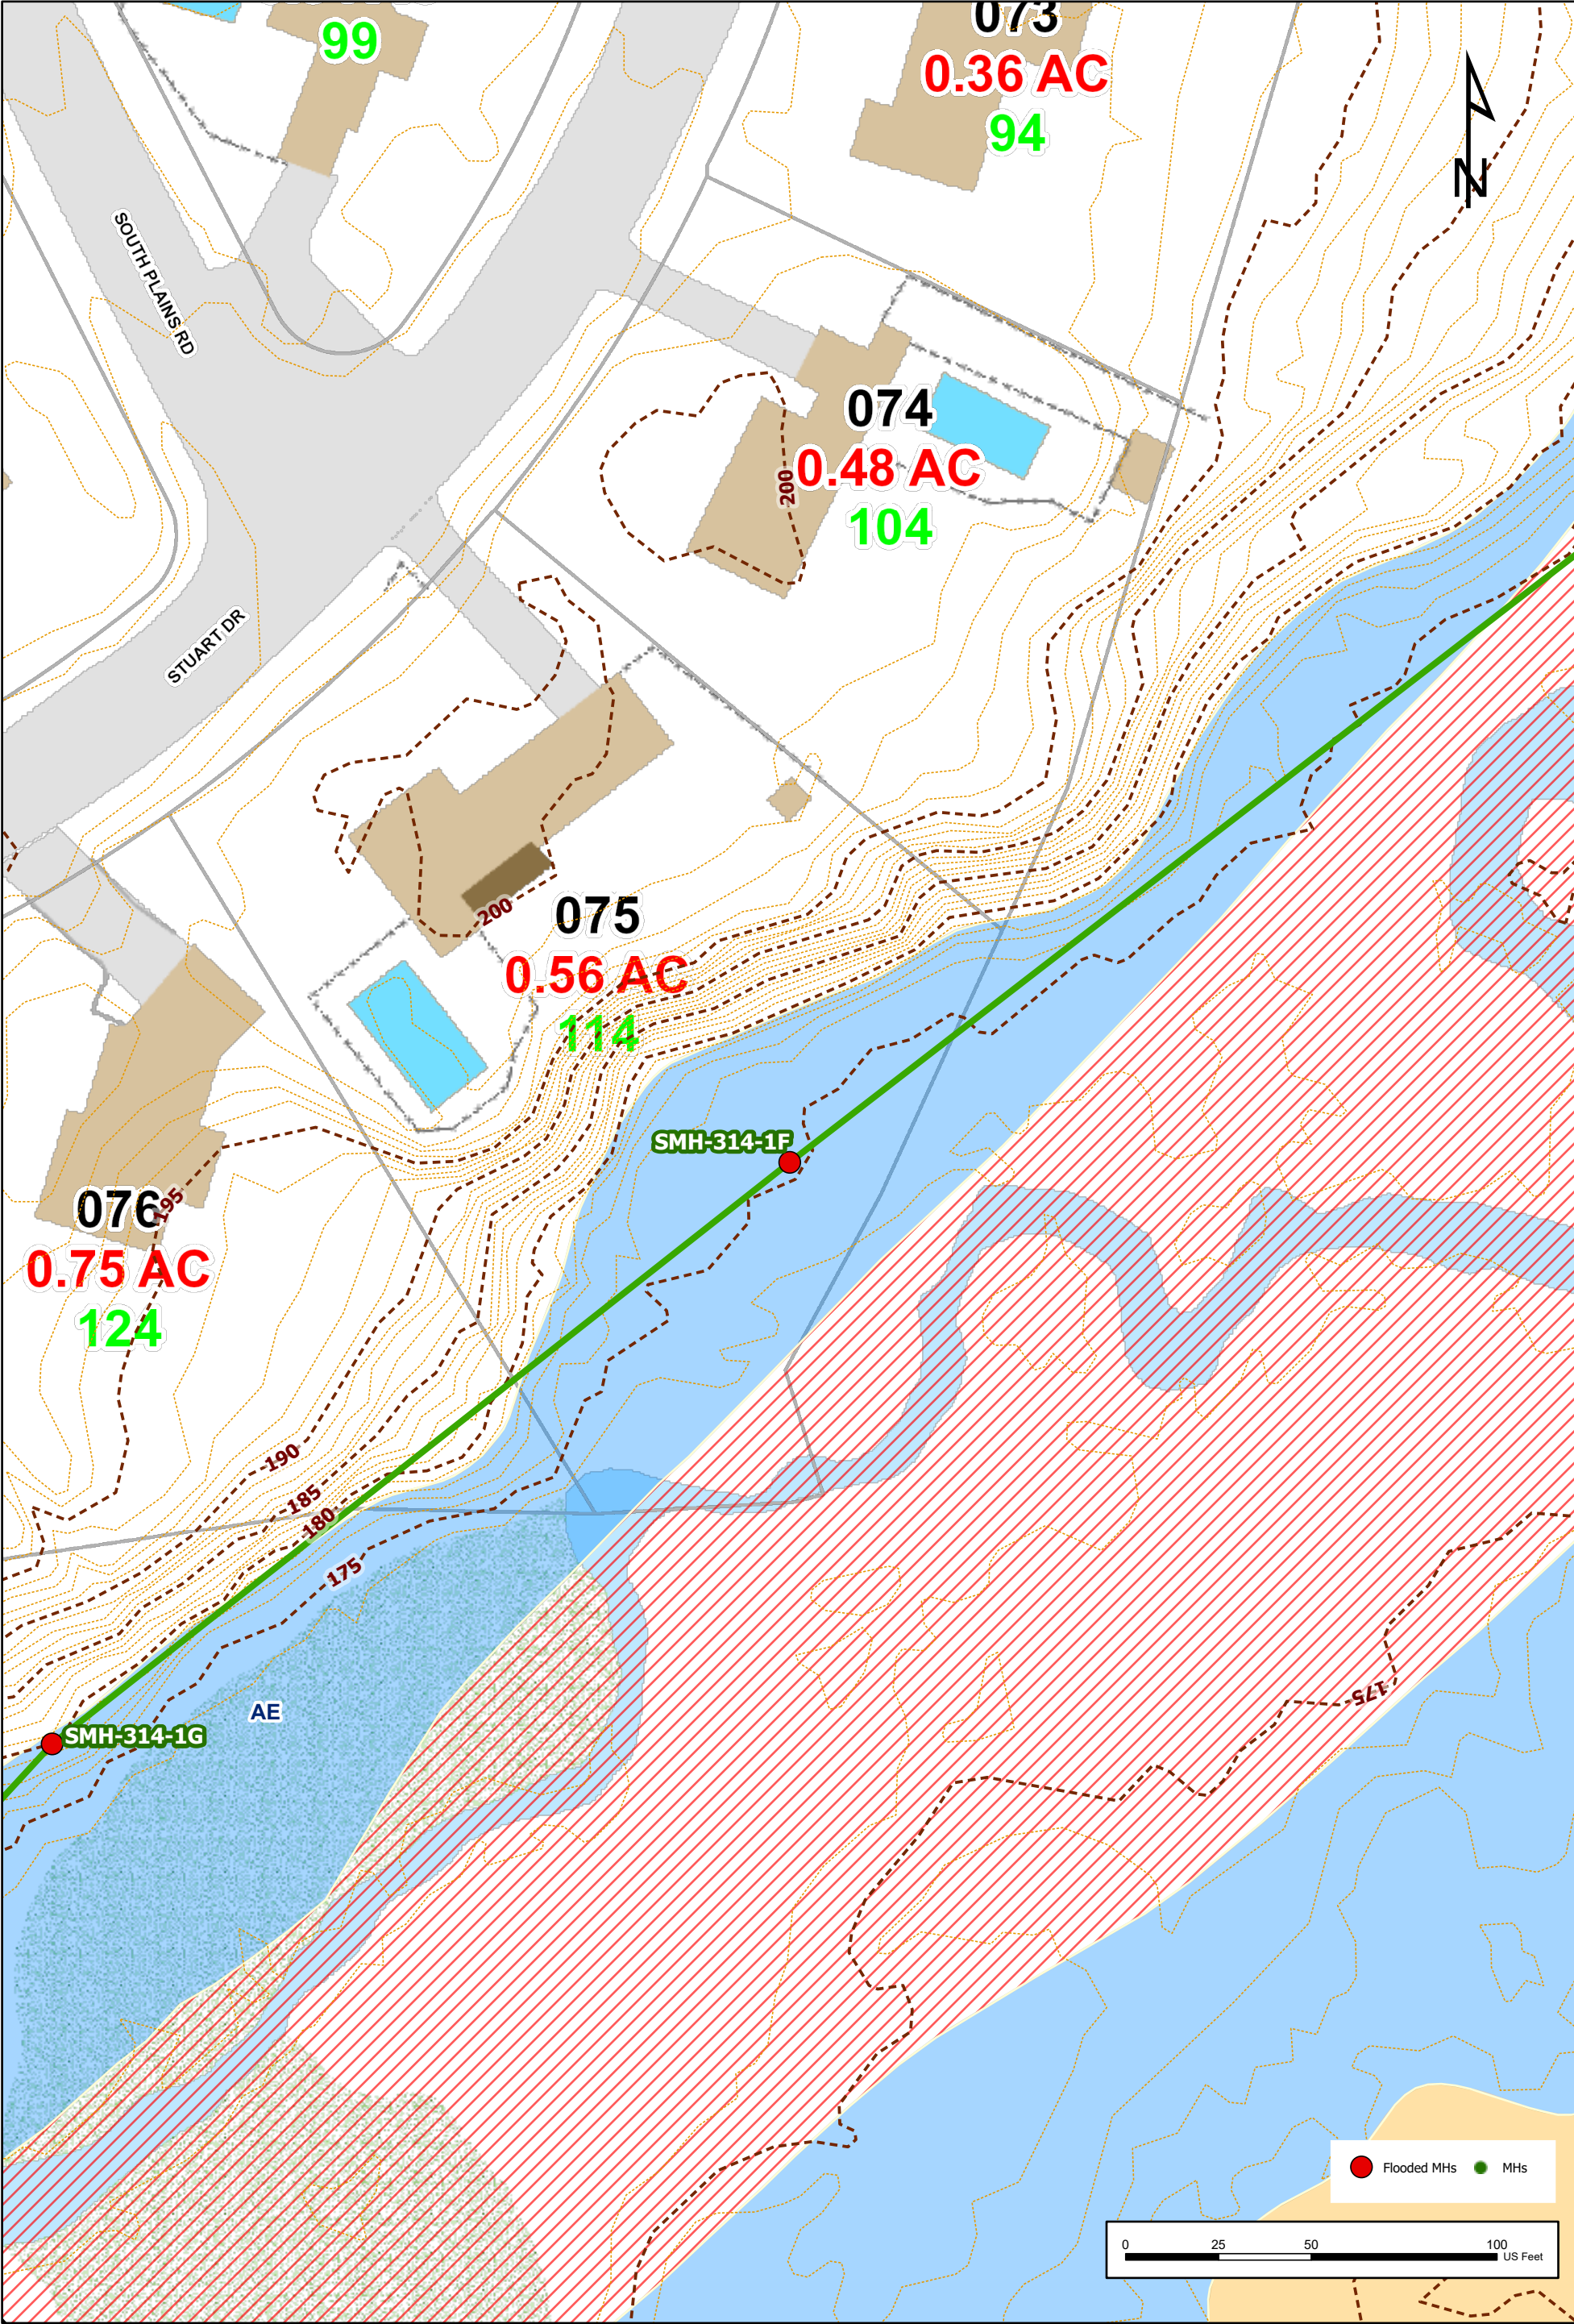 99
073
0.36 AC
94
N
SOUTH PLAINS RD
074
0.48 AC
104
200
STUART DR
200
075
0.56 AC
114
SMH-314-1F
076
195
0.75 AC
124
190
185
180
175
175
AE
SMH-314-1G
Flooded MHs
MHs
0 25 50 100
US Feet